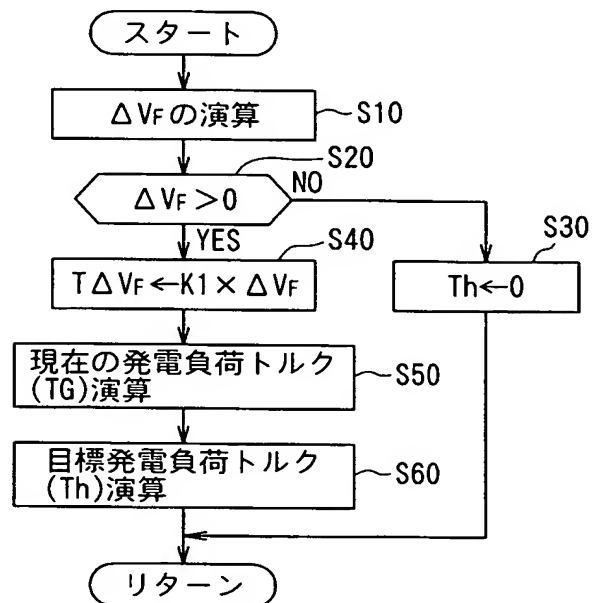 スタート
ΔVFの演算
S10
S20
ΔVF>0
NO
YES
S40
S30
TΔVF←K1×ΔVF
Th←0
現在の発電負荷トルク
(TG)演算
S50
目標発電負荷トルク
(Th)演算
S60
リターン